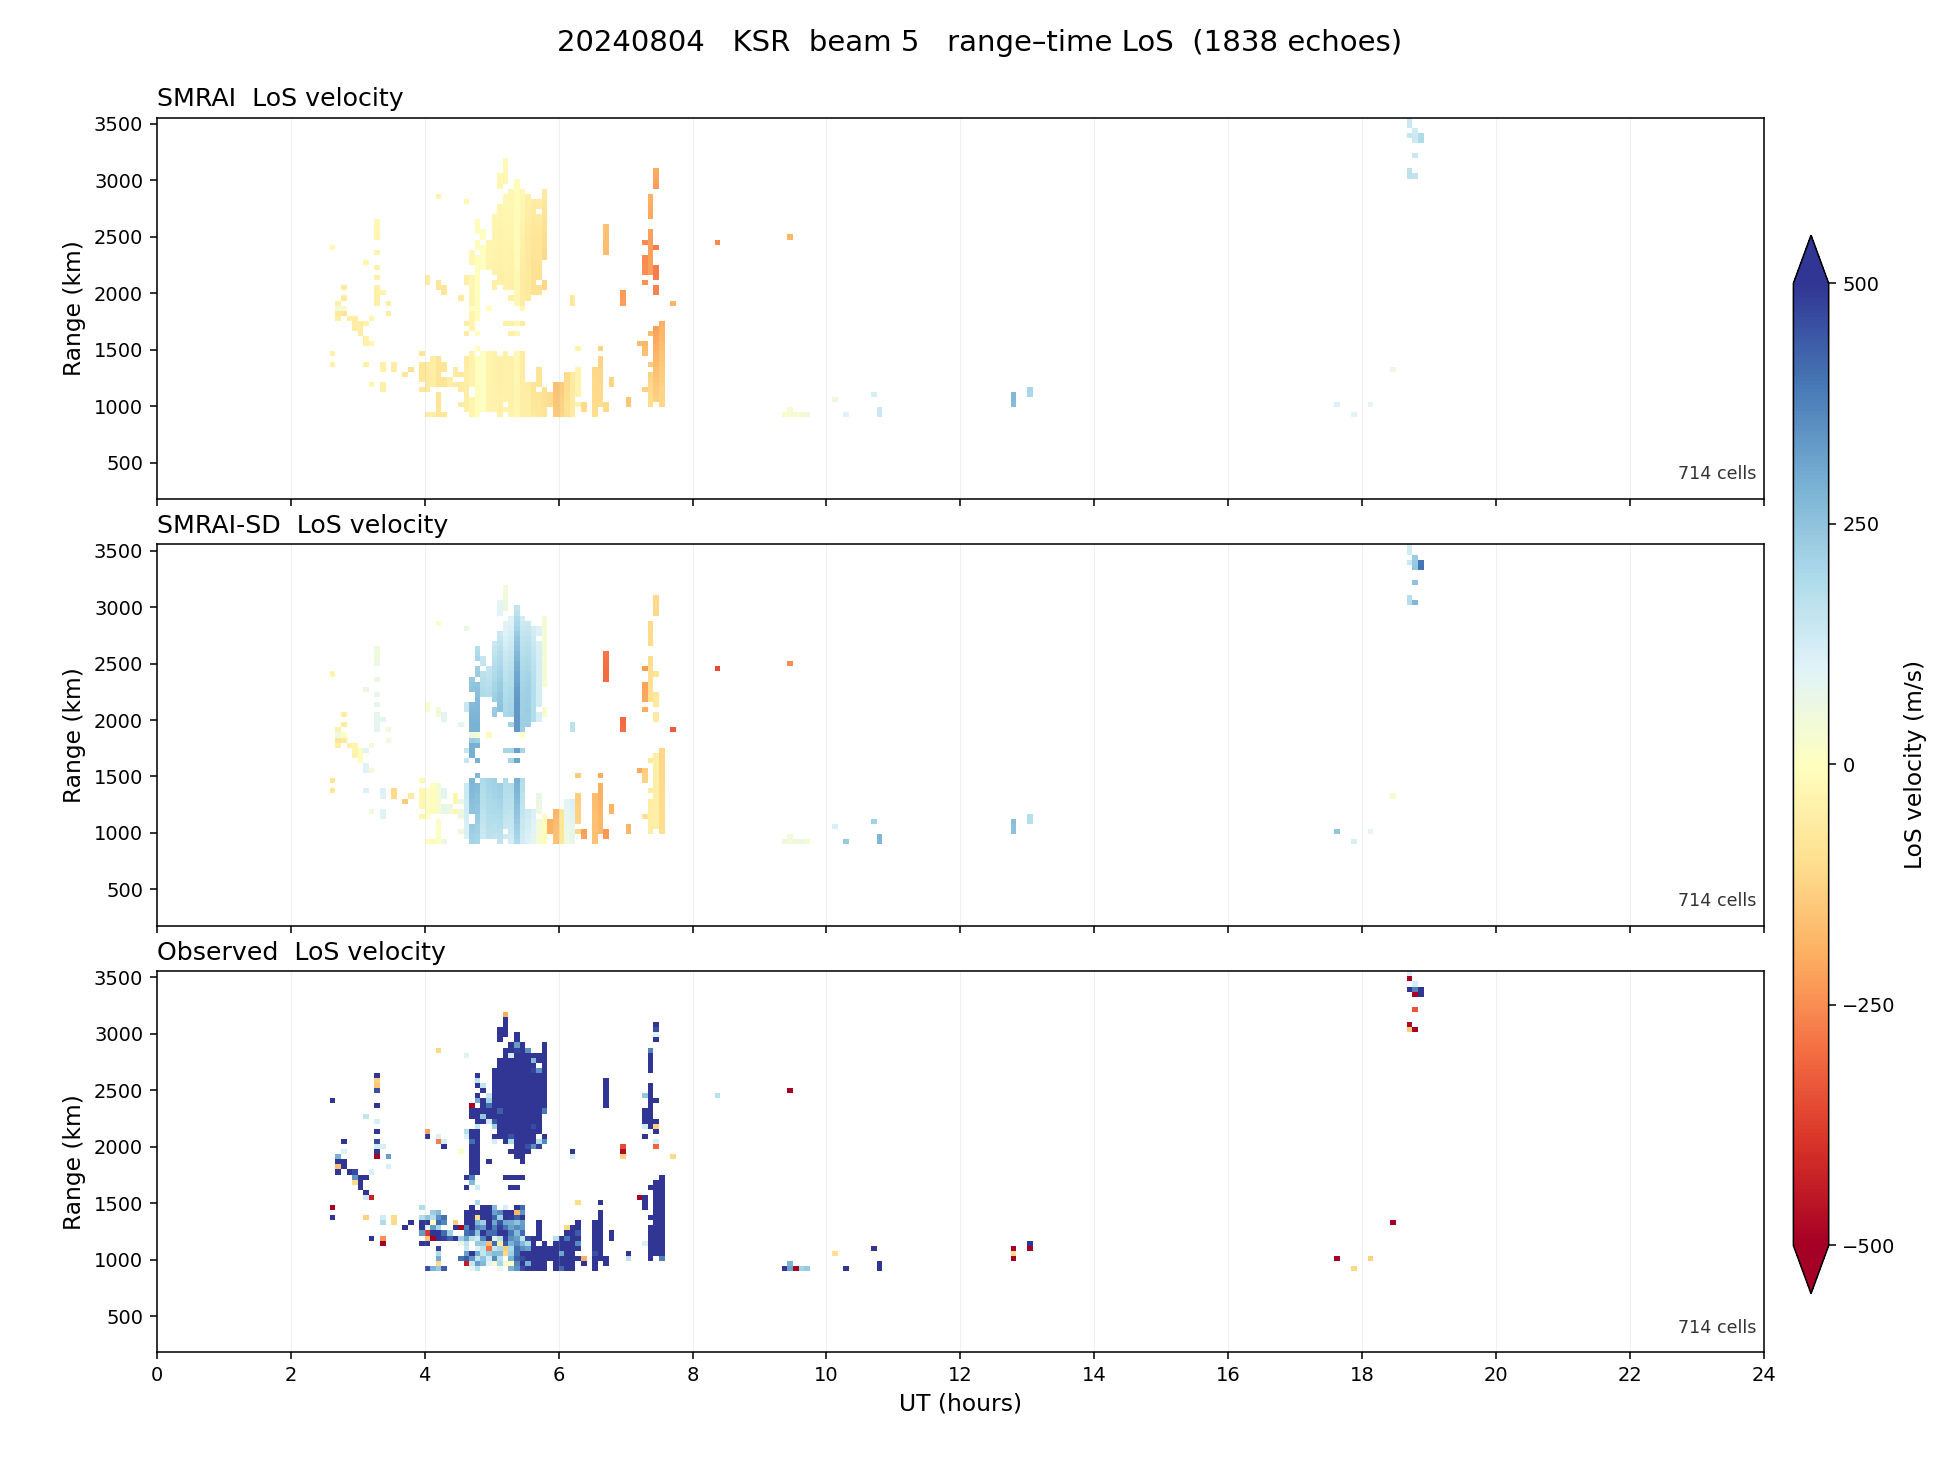 20240804   KSR  beam 5   range–time LoS  (1838 echoes)
SMRAI  LoS velocity
3500
3000
2500
2000
1500
1000
500
Range (km)
714 cells
SMRAI-SD  LoS velocity
3500
3000
2500
2000
1500
1000
500
Range (km)
714 cells
Observed  LoS velocity
3500
3000
2500
2000
1500
1000
500
Range (km)
714 cells
0 2 4 6 8 10 12 14 16 18 20 22 24
UT (hours)
500
250
0
−250
−500
LoS velocity (m/s)